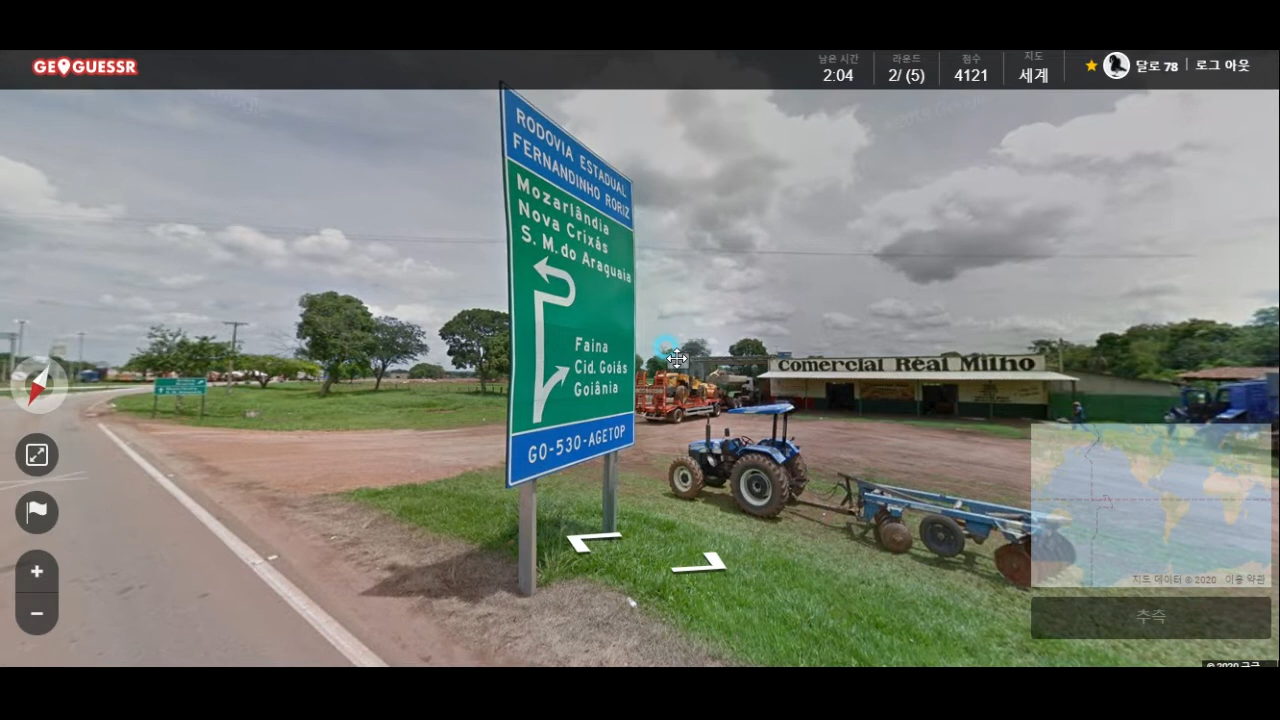 GEOGUESSR
남은 시간
2:04
라운드
2/ (5)
점수
4121
지도
세계
달로 78
로그 아웃
RODOVIA ESTADUAL
FERNANDINHO RORIZ
Mozarlândia
Nova Crixás
S. M. do Araguaia
Faina
Cid. Goiás
Goiânia
GO-530-AGETOP
Comercial Real Milho
지도 데이터 © 2020 이용 약관
추측
© 2020 구글